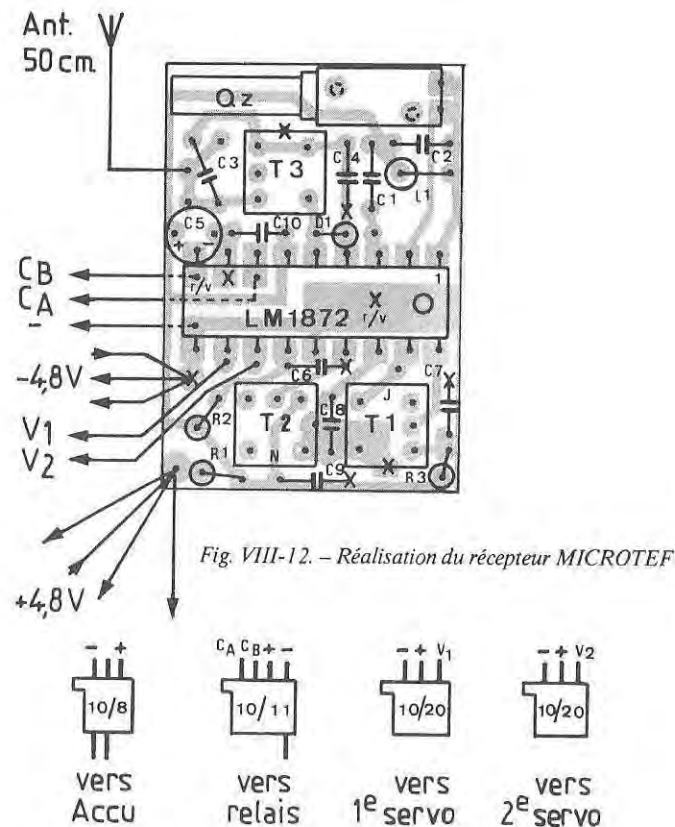 Ant.
50 cm.
Qz
C3
T3
C4
C1
C2
L1
C5
+ -
C10
D1
CB
CA
-
r/v
1
LM1872
r/v
-4,8V
V1
V2
C6
C7
R2
T2
N
C8
J
T1
R1
C9
R3
+4,8V
Fig. VIII-12. – Réalisation du récepteur MICROTEF
- +
10/8
vers
Accu
CA CB + -
10/11
vers
relais
- + V1
10/20
vers
1e servo
- + V2
10/20
vers
2e servo